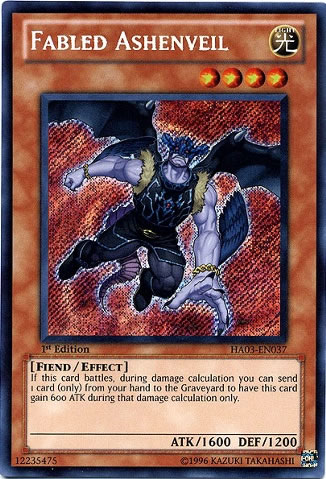 Fabled Ashenveil
LIGHT
光
1st Edition
HA03-EN037
[Fiend / Effect]
If this card battles, during damage calculation you can send
1 card (only) from your hand to the Graveyard to have this card
gain 600 ATK during that damage calculation only.
ATK/1600 DEF/1200
12235475
©1996 KAZUKI TAKAHASHI